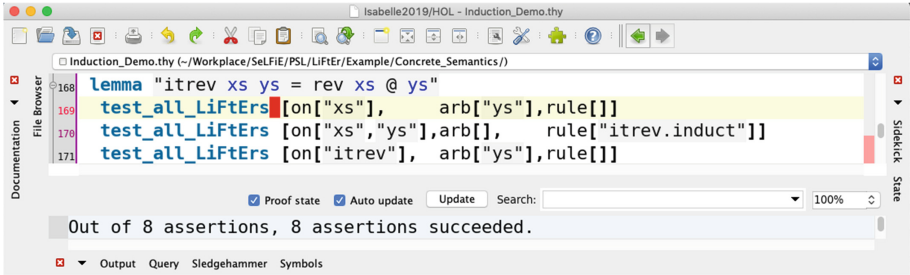 Isabelle2019/HOL - Induction_Demo.thy
Induction_Demo.thy (~/Workplace/SeLFiE/PSL/LiFtEr/Example/Concrete_Semantics/)
File Browser
Documentation
168 lemma "itrev xs ys = rev xs @ ys"
169 test_all_LiFtErs [on["xs"], arb["ys"],rule[]]
170 test_all_LiFtErs [on["xs","ys"],arb[], rule["itrev.induct"]]
171 test_all_LiFtErs [on["itrev"], arb["ys"],rule[]]
Sidekick
State
Proof state Auto update Update Search: 100%
Out of 8 assertions, 8 assertions succeeded.
Output Query Sledgehammer Symbols